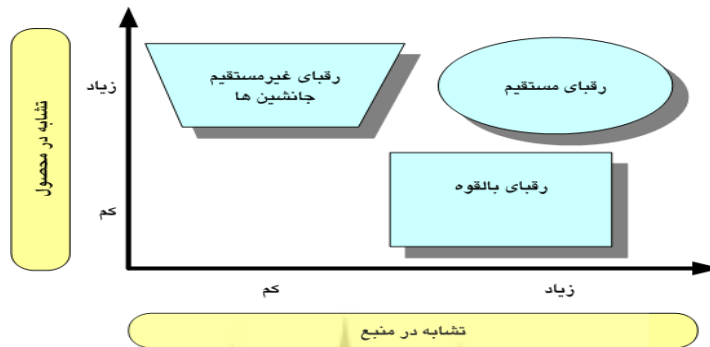 رقبای غیرمستقیم
جانشین ها
رقبای مستقیم
زیاد
تشابه در محصول
رقبای بالقوه
کم
کم
زیاد
تشابه در منبع